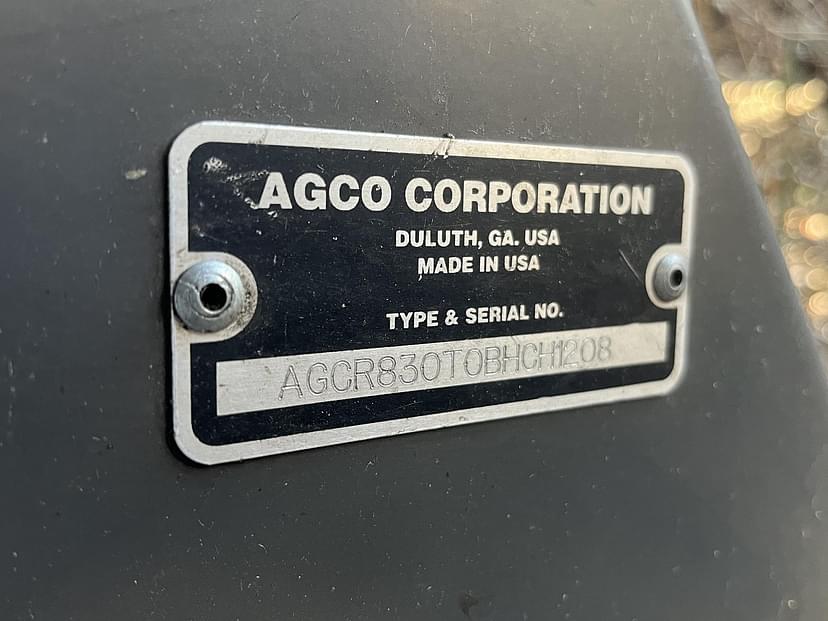 AGCO CORPORATION
DULUTH, GA. USA
MADE IN USA
TYPE & SERIAL NO.
AGCR830T0BHCH1208